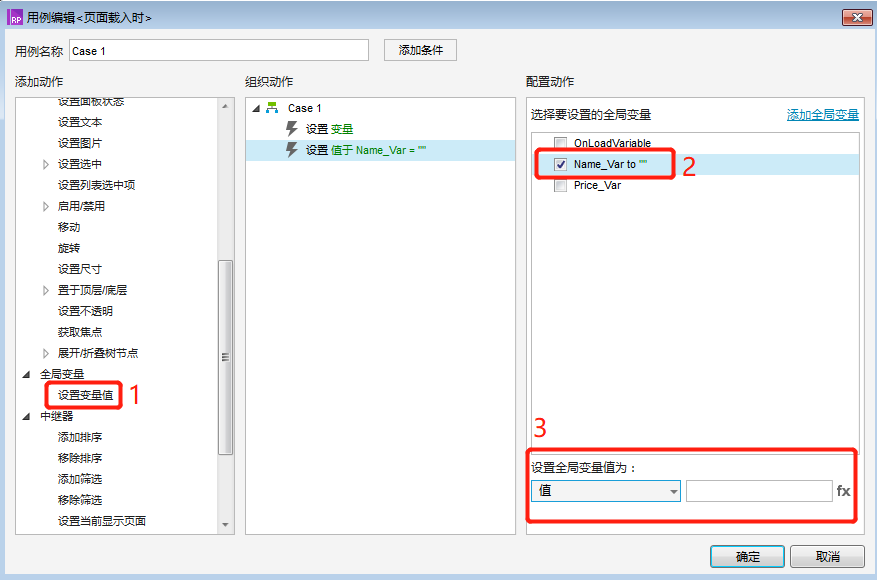 RP 用例编辑<页面载入时>
用例名称 Case 1 添加条件
添加动作 组织动作 配置动作
设置面板状态
设置文本
设置图片
设置选中
设置列表选中项
启用/禁用
移动
旋转
设置尺寸
置于顶层/底层
设置不透明
获取焦点
展开/折叠树节点
全局变量
设置变量值 1
中继器
添加排序
移除排序
添加筛选
移除筛选
设置当前显示页面
Case 1
设置 变量
设置 值于 Name_Var = ""
选择要设置的全局变量 添加全局变量
OnLoadVariable
Name_Var to "" 2
Price_Var
3
设置全局变量值为：
值 fx
确定 取消